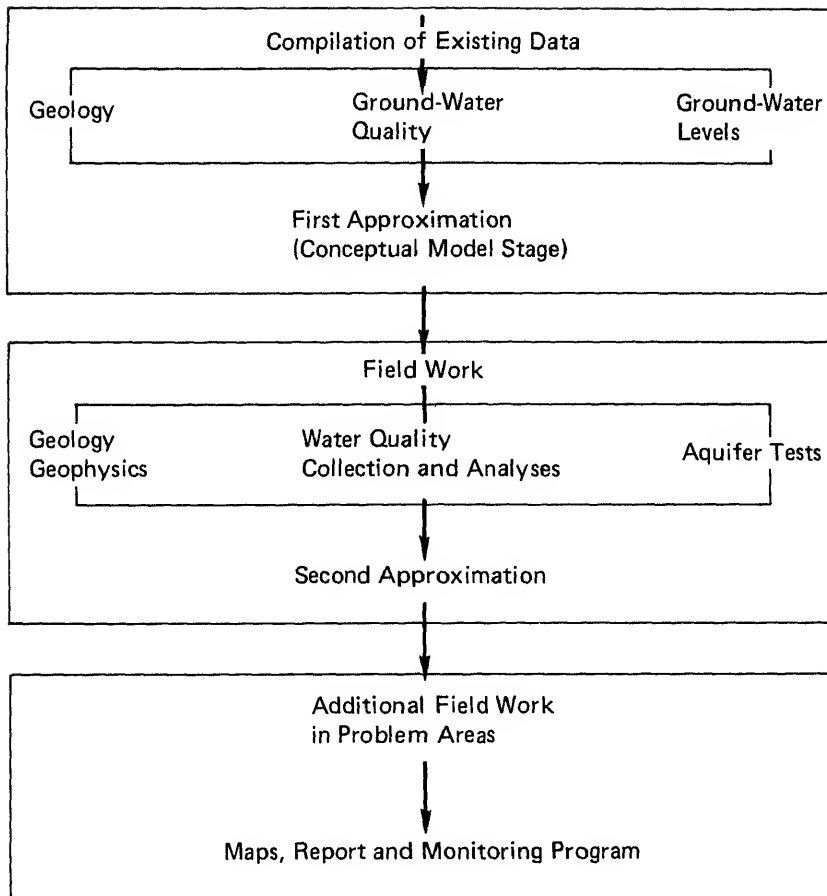 Compilation of Existing Data
Geology
Ground-Water
Quality
Ground-Water
Levels
First Approximation
(Conceptual Model Stage)
Field Work
Geology
Geophysics
Water Quality
Collection and Analyses
Aquifer Tests
Second Approximation
Additional Field Work
in Problem Areas
Maps, Report and Monitoring Program